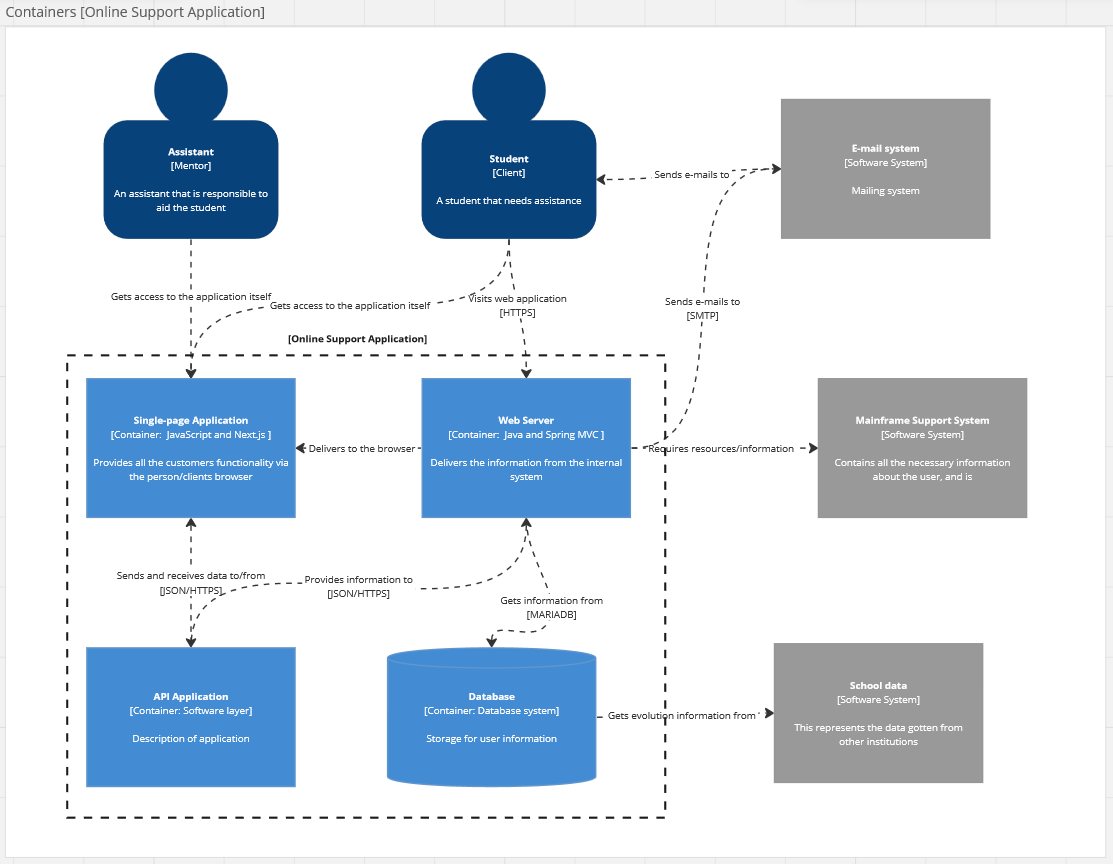 Containers [Online Support Application]
Assistant
[Mentor]
An assistant that is responsible to
aid the student
Student
[Client]
A student that needs assistance
E-mail system
[Software System]
Mailing system
Sends e-mails to
Gets access to the application itself
Gets access to the application itself
Visits web application
[HTTPS]
Sends e-mails to
[SMTP]
[Online Support Application]
Single-page Application
[Container:  JavaScript and Next.js ]
Provides all the customers functionality via
the person/clients browser
Delivers to the browser
Web Server
[Container:  Java and Spring MVC ]
Delivers the information from the internal
system
Requires resources/information
Mainframe Support System
[Software System]
Contains all the necessary information
about the user, and is
Sends and receives data to/from
[JSON/HTTPS]
Provides information to
[JSON/HTTPS]
Gets information from
[MARIADB]
API Application
[Container: Software layer]
Description of application
Database
[Container: Database system]
Storage for user information
Gets evolution information from
School data
[Software System]
This represents the data gotten from
other institutions